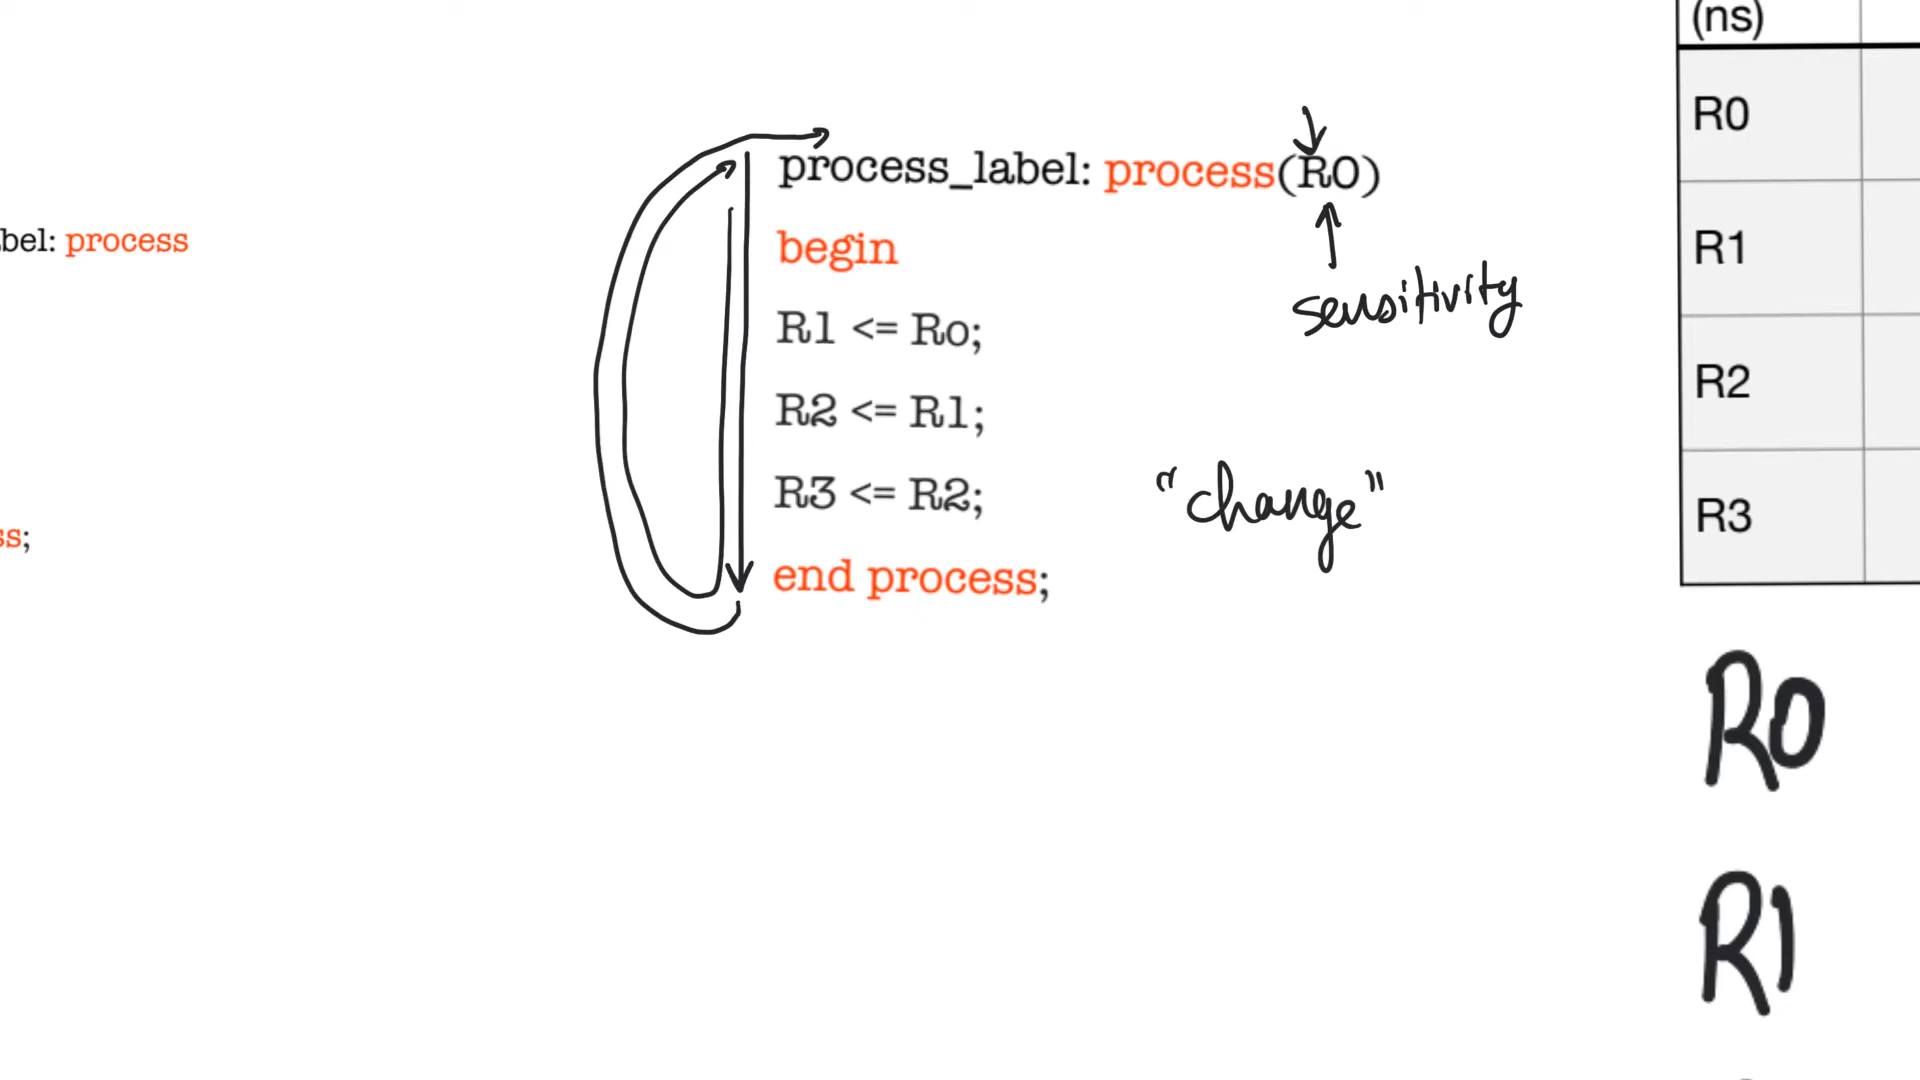 bel: process
ss;
process_label: process(R0)
begin
R1 <= Ro;
R2 <= R1;
R3 <= R2;
end process;
sensitivity
"change"
(ns)
R0
R1
R2
R3
R0
R1